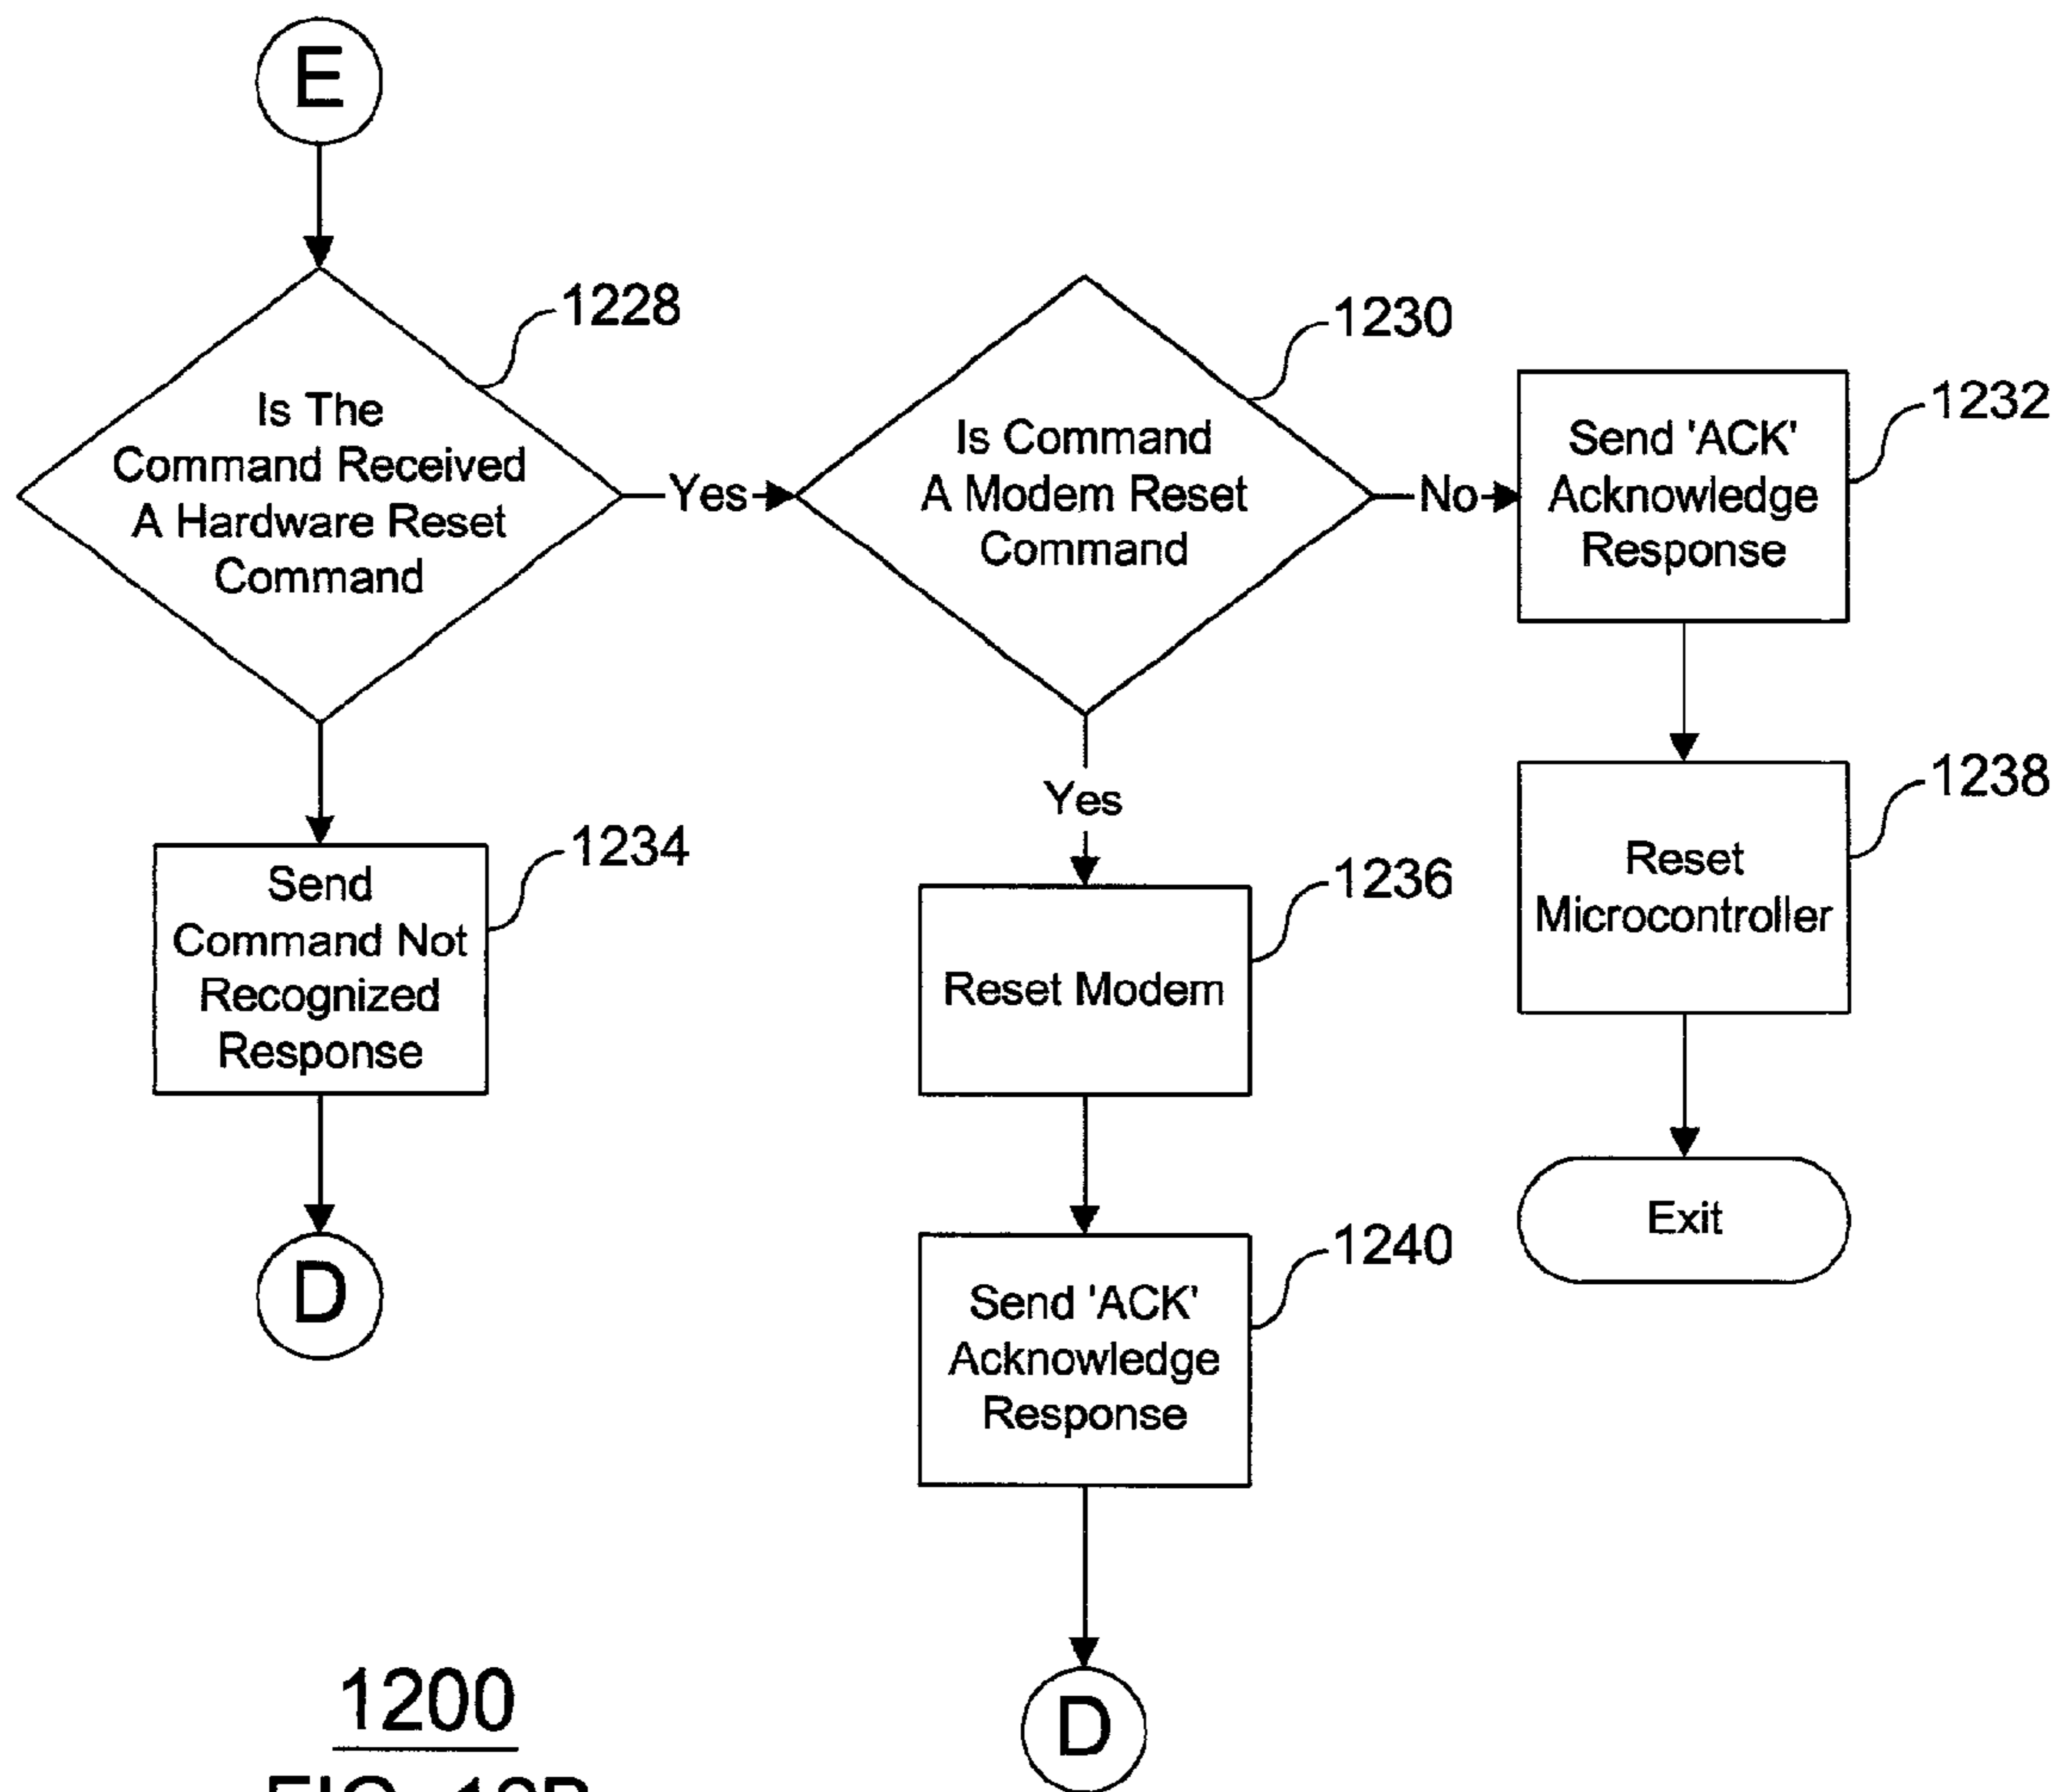 E
1228
Is The
Command Received
A Hardware Reset
Command
Yes
1230
Is Command
A Modem Reset
Command
No
1232
Send 'ACK'
Acknowledge
Response
Yes
1234
Send
Command Not
Recognized
Response
1236
Reset Modem
1238
Reset
Microcontroller
D
1240
Send 'ACK'
Acknowledge
Response
Exit
1200
D